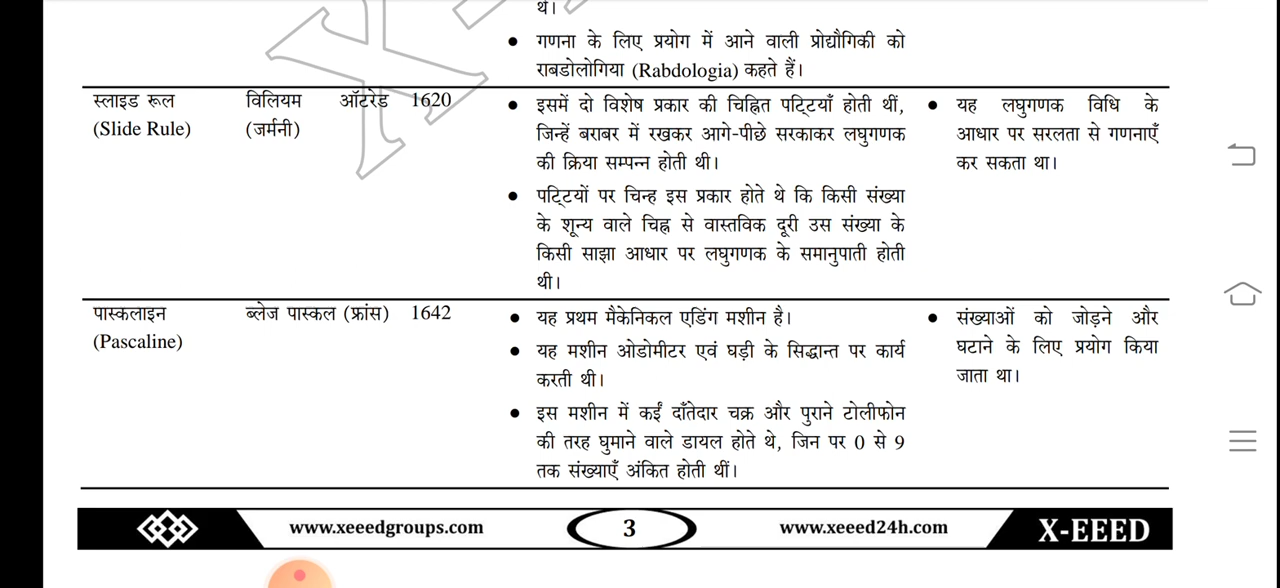 थे।
• गणना के लिए प्रयोग में आने वाली प्रोद्यौगिकी को
राबडोलोगिया (Rabdologia) कहते हैं।
स्लाइड रूल
(Slide Rule)
विलियम ऑटरेड
(जर्मनी)
1620
• इसमें दो विशेष प्रकार की चिह्नित पट्टियाँ होती थीं,
जिन्हें बराबर में रखकर आगे-पीछे सरकाकर लघुगणक
की क्रिया सम्पन्न होती थी।
• पट्टियों पर चिन्ह इस प्रकार होते थे कि किसी संख्या
के शून्य वाले चिह्न से वास्तविक दूरी उस संख्या के
किसी साझा आधार पर लघुगणक के समानुपाती होती
थी।
• यह लघुगणक विधि के
आधार पर सरलता से गणनाएँ
कर सकता था।
पास्कलाइन
(Pascaline)
ब्लेज पास्कल (फ्रांस)
1642
• यह प्रथम मैकेनिकल एडिंग मशीन है।
• यह मशीन ओडोमीटर एवं घड़ी के सिद्धान्त पर कार्य
करती थी।
• इस मशीन में कईं दाँतेदार चक्र और पुराने टोलीफोन
की तरह घुमाने वाले डायल होते थे, जिन पर 0 से 9
तक संख्याएँ अंकित होती थीं।
• संख्याओं को जोड़ने और
घटाने के लिए प्रयोग किया
जाता था।
www.xeeedgroups.com
3
www.xeeed24h.com
X-EEED